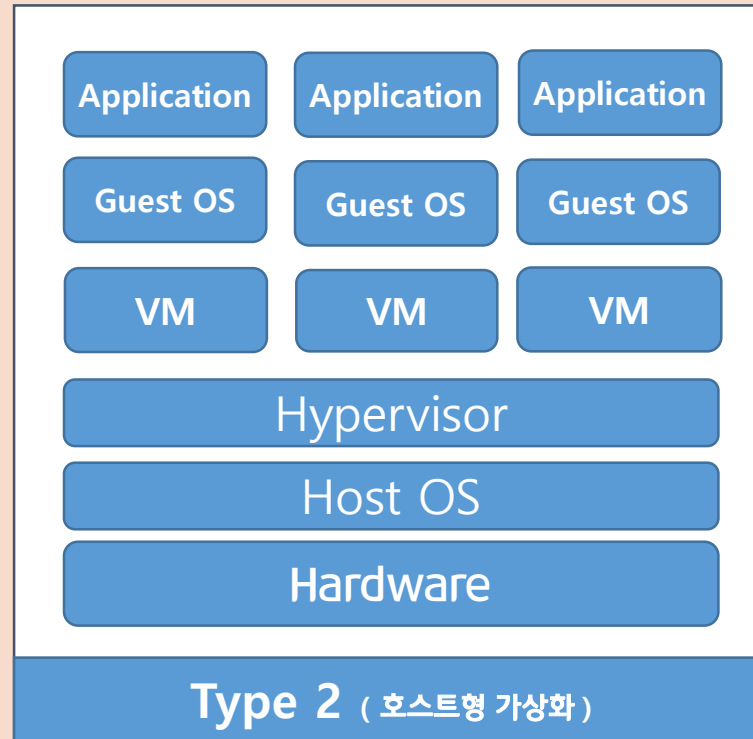 Application Application Application
Guest OS Guest OS Guest OS
VM VM VM
Hypervisor
Host OS
Hardware
Type 2 ( 호스트형 가상화 )